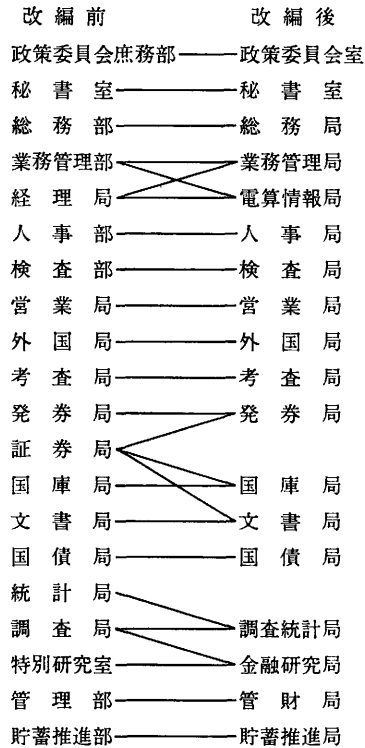 改編前 改編後
政策委員会庶務部 政策委員会室
秘書室 秘書室
総務部 総務局
業務管理部 業務管理局
経理局 電算情報局
人事部 人事局
検査部 検査局
営業局 営業局
外国局 外国局
考査局 考査局
発券局 発券局
証券局
国庫局 国庫局
文書局 文書局
国債局 国債局
統計局
調査局 調査統計局
特別研究室 金融研究局
管理部 管財局
貯蓄推進部 貯蓄推進局